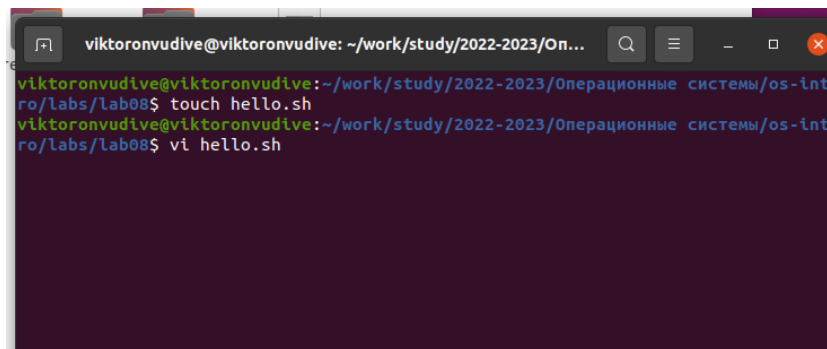 viktoronvudive@viktoronvudive: ~/work/study/2022-2023/Оп...
viktoronvudive@viktoronvudive:~/work/study/2022-2023/Операционные системы/os-int
ro/labs/lab08$ touch hello.sh
viktoronvudive@viktoronvudive:~/work/study/2022-2023/Операционные системы/os-int
ro/labs/lab08$ vi hello.sh